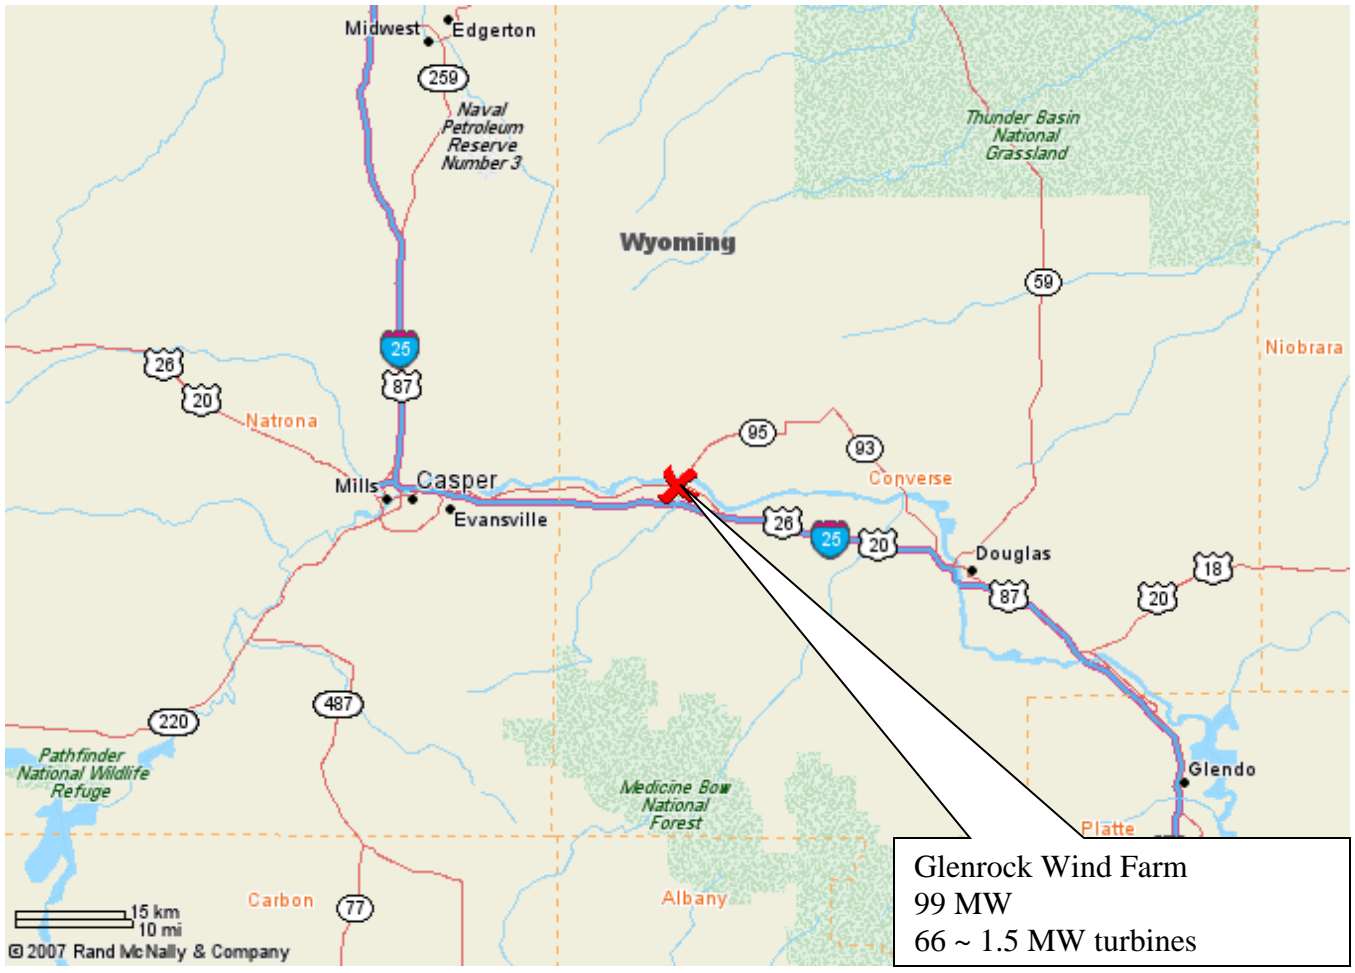 Midwest
Edgerton
259
Naval
Petroleum
Reserve
Number 3
Thunder Basin
National
Grassland
Wyoming
59
25
87
26
20
Natrona
Niobrara
95
93
Converse
Mills
Casper
Evansville
26
25
20
Douglas
87
20
18
487
220
Pathfinder
National Wildlife
Refuge
Medicine Bow
National
Forest
Glendo
Platte
Carbon
77
Albany
Glenrock Wind Farm
99 MW
66 ~ 1.5 MW turbines
15 km
10 mi
© 2007 Rand McNally & Company